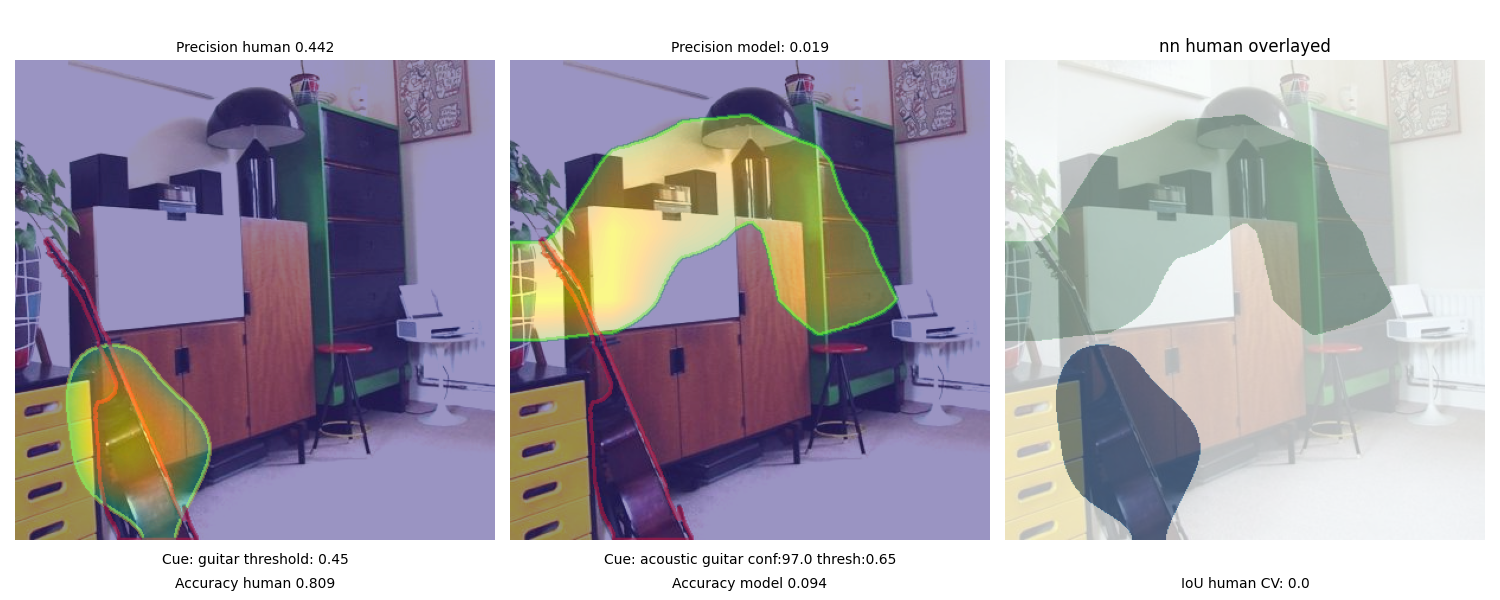 Precision human 0.442
Precision model: 0.019
nn human overlayed
Cue: guitar threshold: 0.45
Cue: acoustic guitar conf:97.0 thresh:0.65
Accuracy human 0.809
Accuracy model 0.094
IoU human CV: 0.0